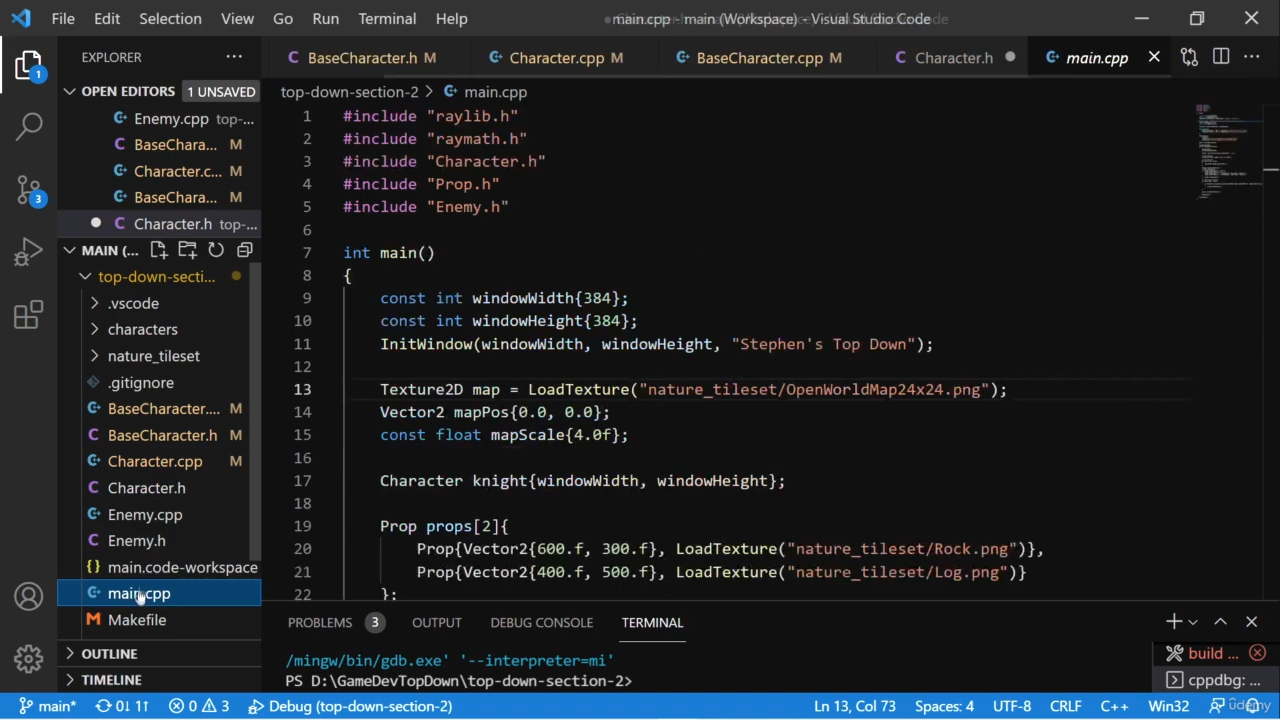 File Edit Selection View Go Run Terminal Help
main.cpp - main (Workspace) - Visual Studio Code
EXPLORER
BaseCharacter.h M
Character.cpp M
BaseCharacter.cpp M
Character.h
main.cpp
1
OPEN EDITORS 1 UNSAVED
Enemy.cpp top-...
BaseChara... M
Character.c... M
BaseChara... M
Character.h top-...
3
MAIN (...
top-down-secti...
.vscode
characters
nature_tileset
.gitignore
BaseCharacter.... M
BaseCharacter.h M
Character.cpp M
Character.h
Enemy.cpp
Enemy.h
main.code-workspace
main.cpp
Makefile
OUTLINE
TIMELINE
top-down-section-2 > main.cpp
1 #include "raylib.h"
2 #include "raymath.h"
3 #include "Character.h"
4 #include "Prop.h"
5 #include "Enemy.h"
6
7 int main()
8 {
9 const int windowWidth{384};
10 const int windowHeight{384};
11 InitWindow(windowWidth, windowHeight, "Stephen's Top Down");
12
13 Texture2D map = LoadTexture("nature_tileset/OpenWorldMap24x24.png");
14 Vector2 mapPos{0.0, 0.0};
15 const float mapScale{4.0f};
16
17 Character knight{windowWidth, windowHeight};
18
19 Prop props[2]{
20 Prop{Vector2{600.f, 300.f}, LoadTexture("nature_tileset/Rock.png")},
21 Prop{Vector2{400.f, 500.f}, LoadTexture("nature_tileset/Log.png")}
22 };
PROBLEMS 3 OUTPUT DEBUG CONSOLE TERMINAL
/mingw/bin/gdb.exe' '--interpreter=mi'
PS D:\GameDevTopDown\top-down-section-2>
build ...
cppdbg: ...
main* 0↓ 1↑ 0 3 Debug (top-down-section-2) Ln 13, Col 73 Spaces: 4 UTF-8 CRLF C++ Win32
udemy